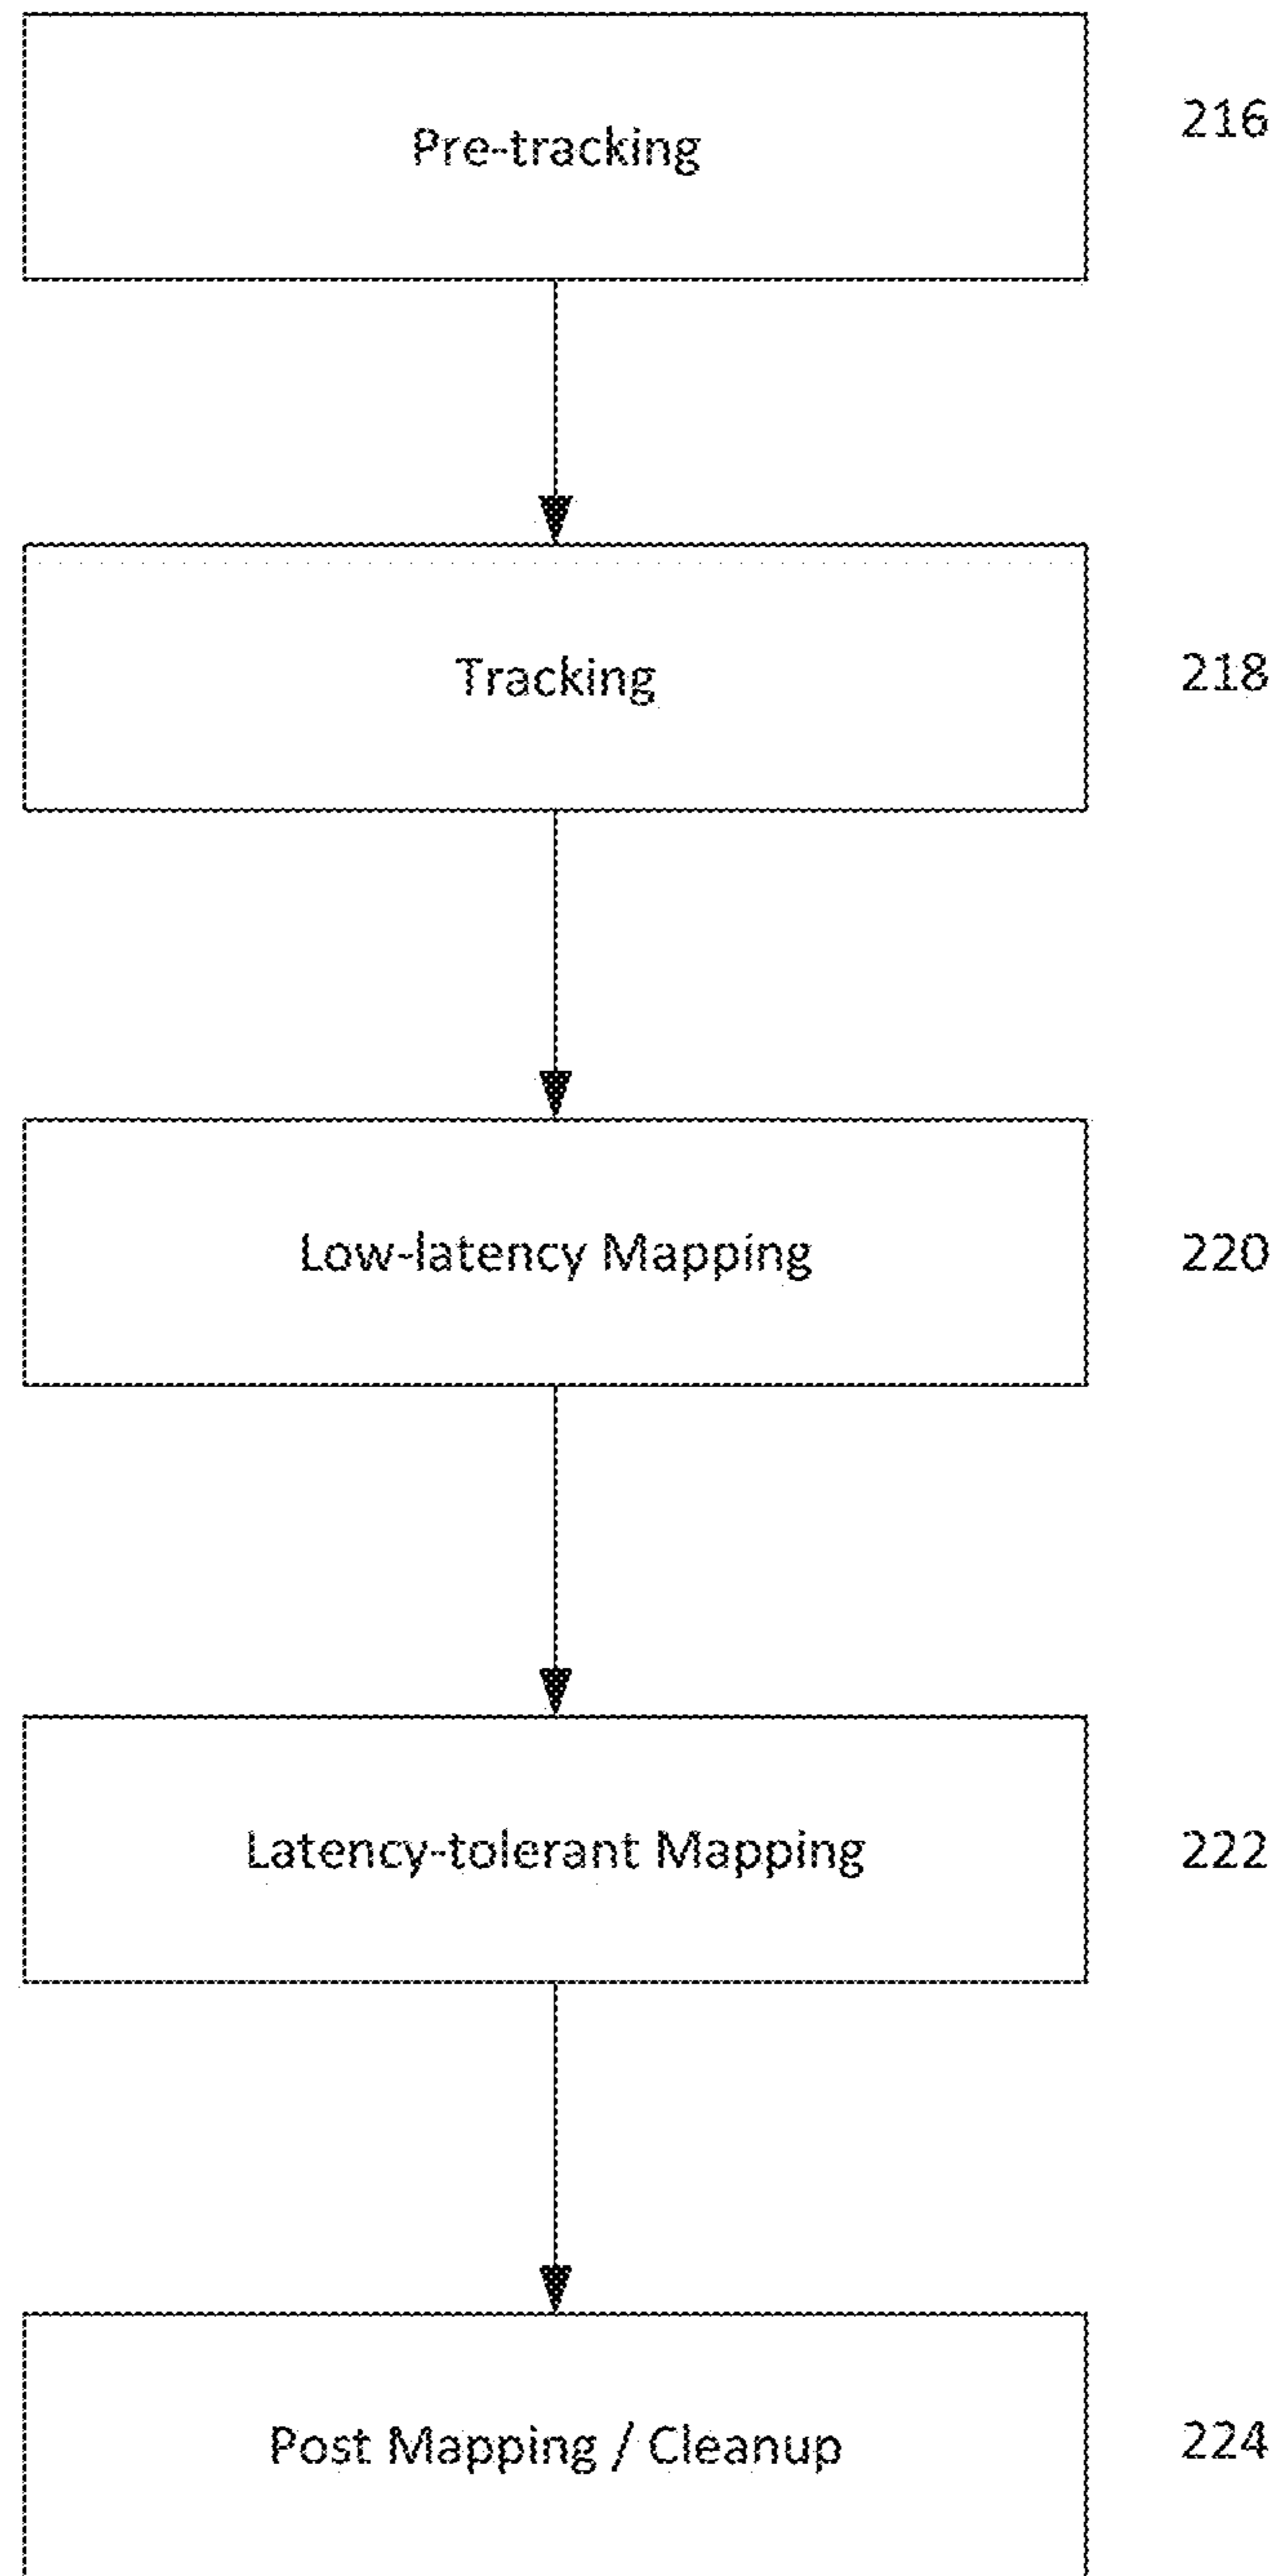 Pre-tracking
216
Tracking
218
Low-latency Mapping
220
Latency-tolerant Mapping
222
Post Mapping / Cleanup
224